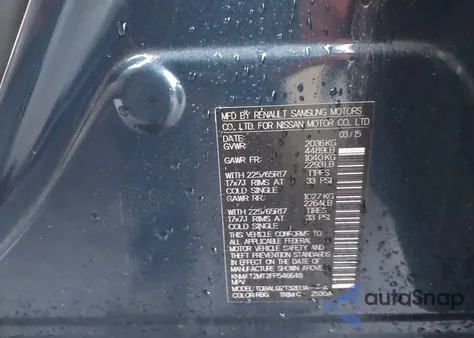 MFD BY RENAULT SAMSUNG MOTORS
CO., LTD. FOR NISSAN MOTOR CO., LTD.
DATE: 03/15
GVWR: 2036KG
4489LB
GAWR FR: 1040KG
2293LB
WITH 225/65R17 TIRES
17x7J RIMS AT 33 PSI
COLD SINGLE
GAWR RR: 1027KG
2264LB
WITH 225/65R17 TIRES
17x7J RIMS AT 33 PSI
COLD SINGLE
THIS VEHICLE CONFORMS TO
ALL APPLICABLE FEDERAL
MOTOR VEHICLE SAFETY AND
THEFT PREVENTION STANDARDS
IN EFFECT ON THE DATE OF
MANUFACTURE SHOWN ABOVE.
KNMAT2MT2FP546648
MPV
MODEL:
COLOR:RBG TRIM:C
autosnap